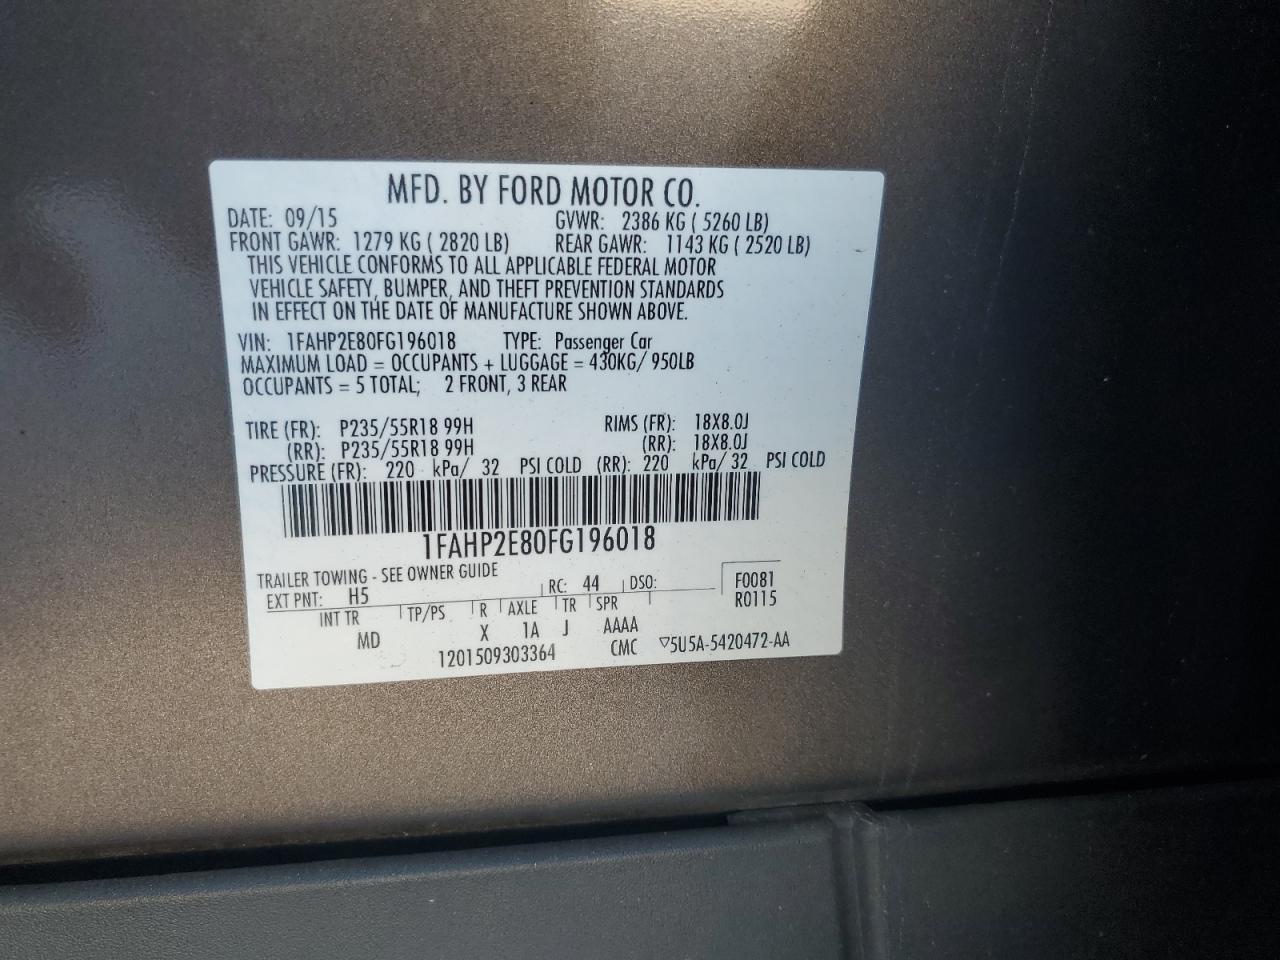 MFD. BY FORD MOTOR CO.
DATE: 09/15 GVWR: 2386 KG ( 5260 LB)
FRONT GAWR: 1279 KG ( 2820 LB) REAR GAWR: 1143 KG ( 2520 LB)
THIS VEHICLE CONFORMS TO ALL APPLICABLE FEDERAL MOTOR
VEHICLE SAFETY, BUMPER, AND THEFT PREVENTION STANDARDS
IN EFFECT ON THE DATE OF MANUFACTURE SHOWN ABOVE.
VIN: 1FAHP2E80FG196018 TYPE: Passenger Car
MAXIMUM LOAD = OCCUPANTS + LUGGAGE = 430KG/ 950LB
OCCUPANTS = 5 TOTAL; 2 FRONT, 3 REAR
TIRE (FR): P235/55R18 99H RIMS (FR): 18X8.0J
(RR): P235/55R18 99H (RR): 18X8.0J
PRESSURE (FR): 220 kPa/ 32 PSI COLD (RR): 220 kPa/ 32 PSI COLD
1FAHP2E80FG196018
TRAILER TOWING - SEE OWNER GUIDE
EXT PNT: H5 RC: 44 DSO: F0081
R0115
INT TR TP/PS R AXLE TR SPR
MD X 1A J AAAA
1201509303364 CMC ▽5U5A-5420472-AA